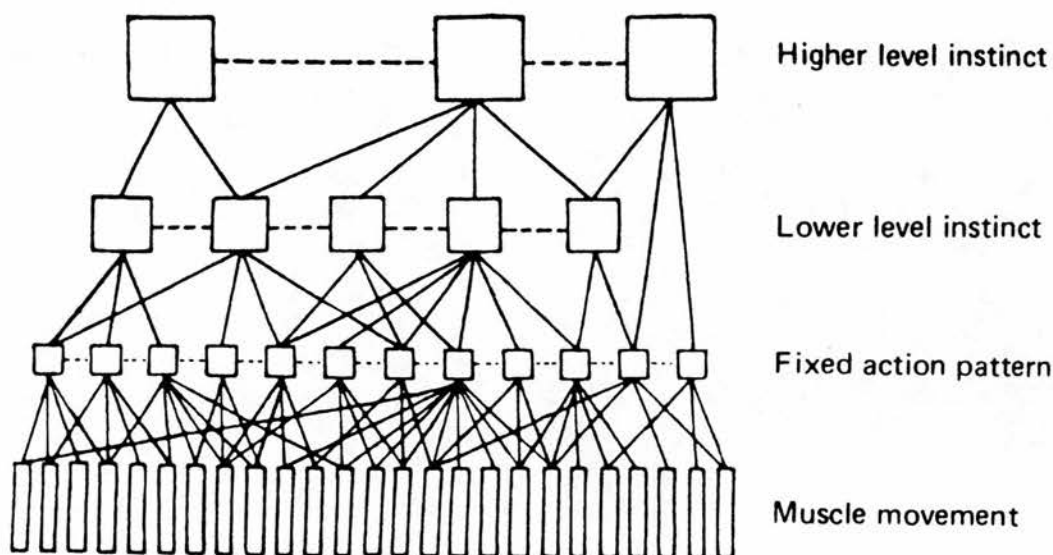 Higher level instinct
Lower level instinct
Fixed action pattern
Muscle movement